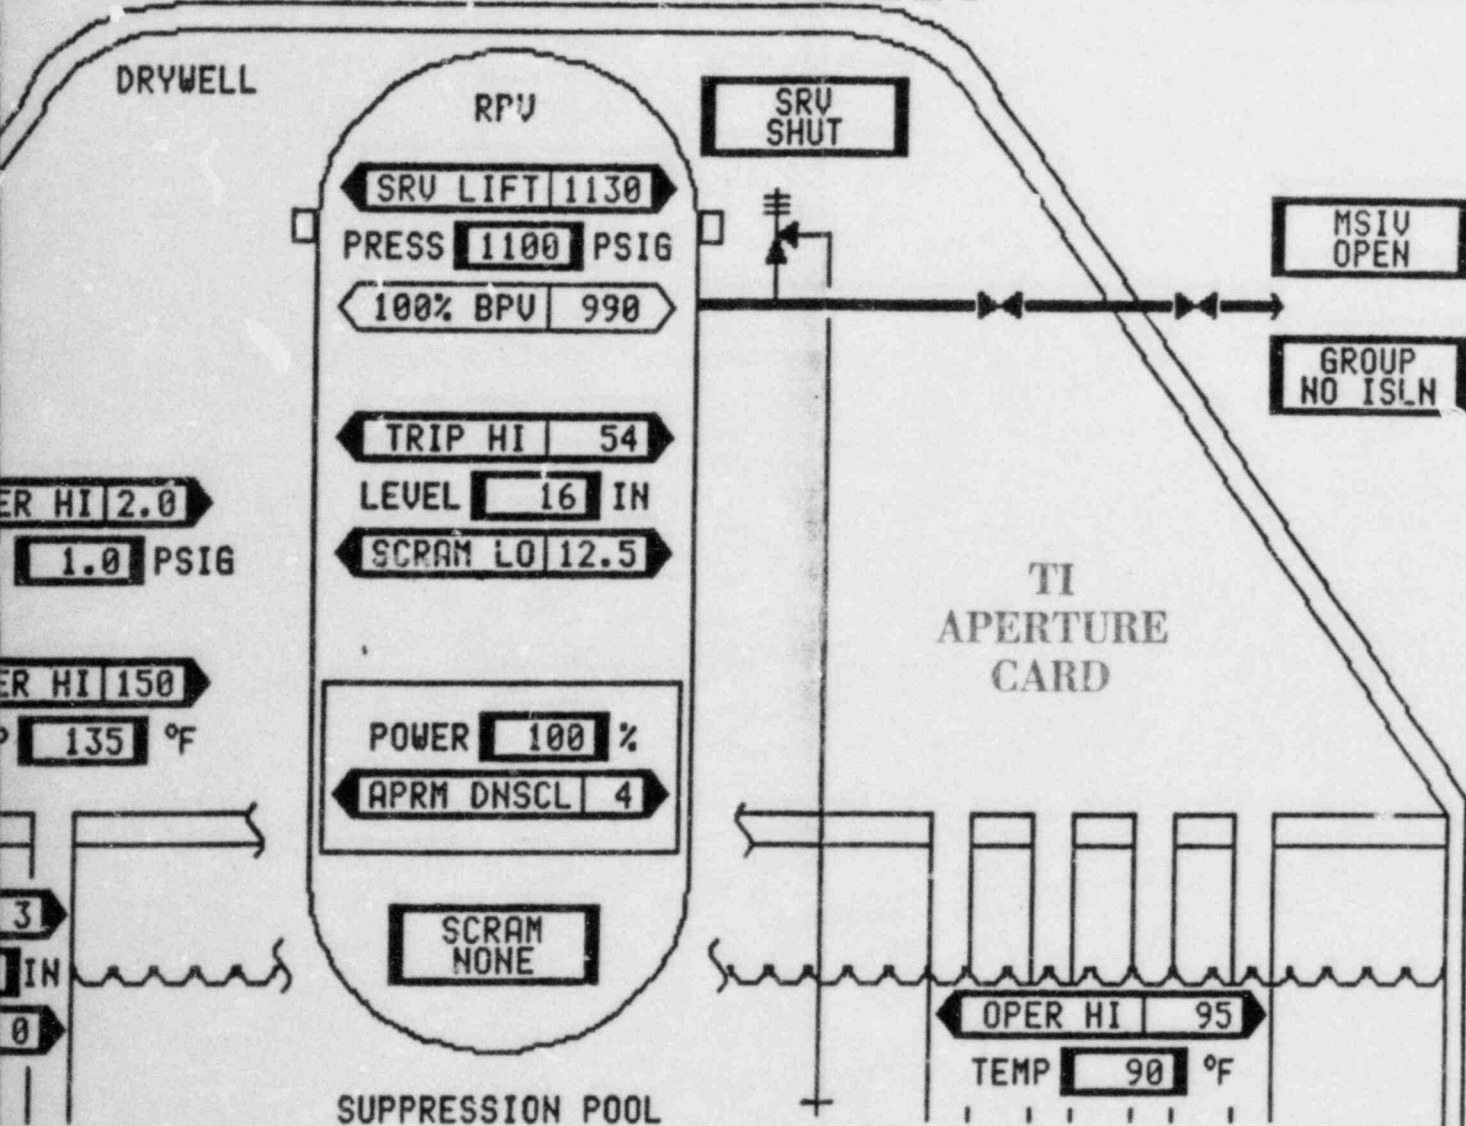 DRYWELL
RPV
SRV
SHUT
SRV LIFT 1130
PRESS 1100 PSIG
100% BPV 990
MSIV
OPEN
GROUP
NO ISLN
TRIP HI 54
LEVEL 16 IN
SCRAM LO 12.5
ER HI 2.0
1.0 PSIG
TI
APERTURE
CARD
ER HI 150
P 135 °F
POWER 100 %
APRM DNSCL 4
3
IN
0
SCRAM
NONE
OPER HI 95
TEMP 90 °F
SUPPRESSION POOL